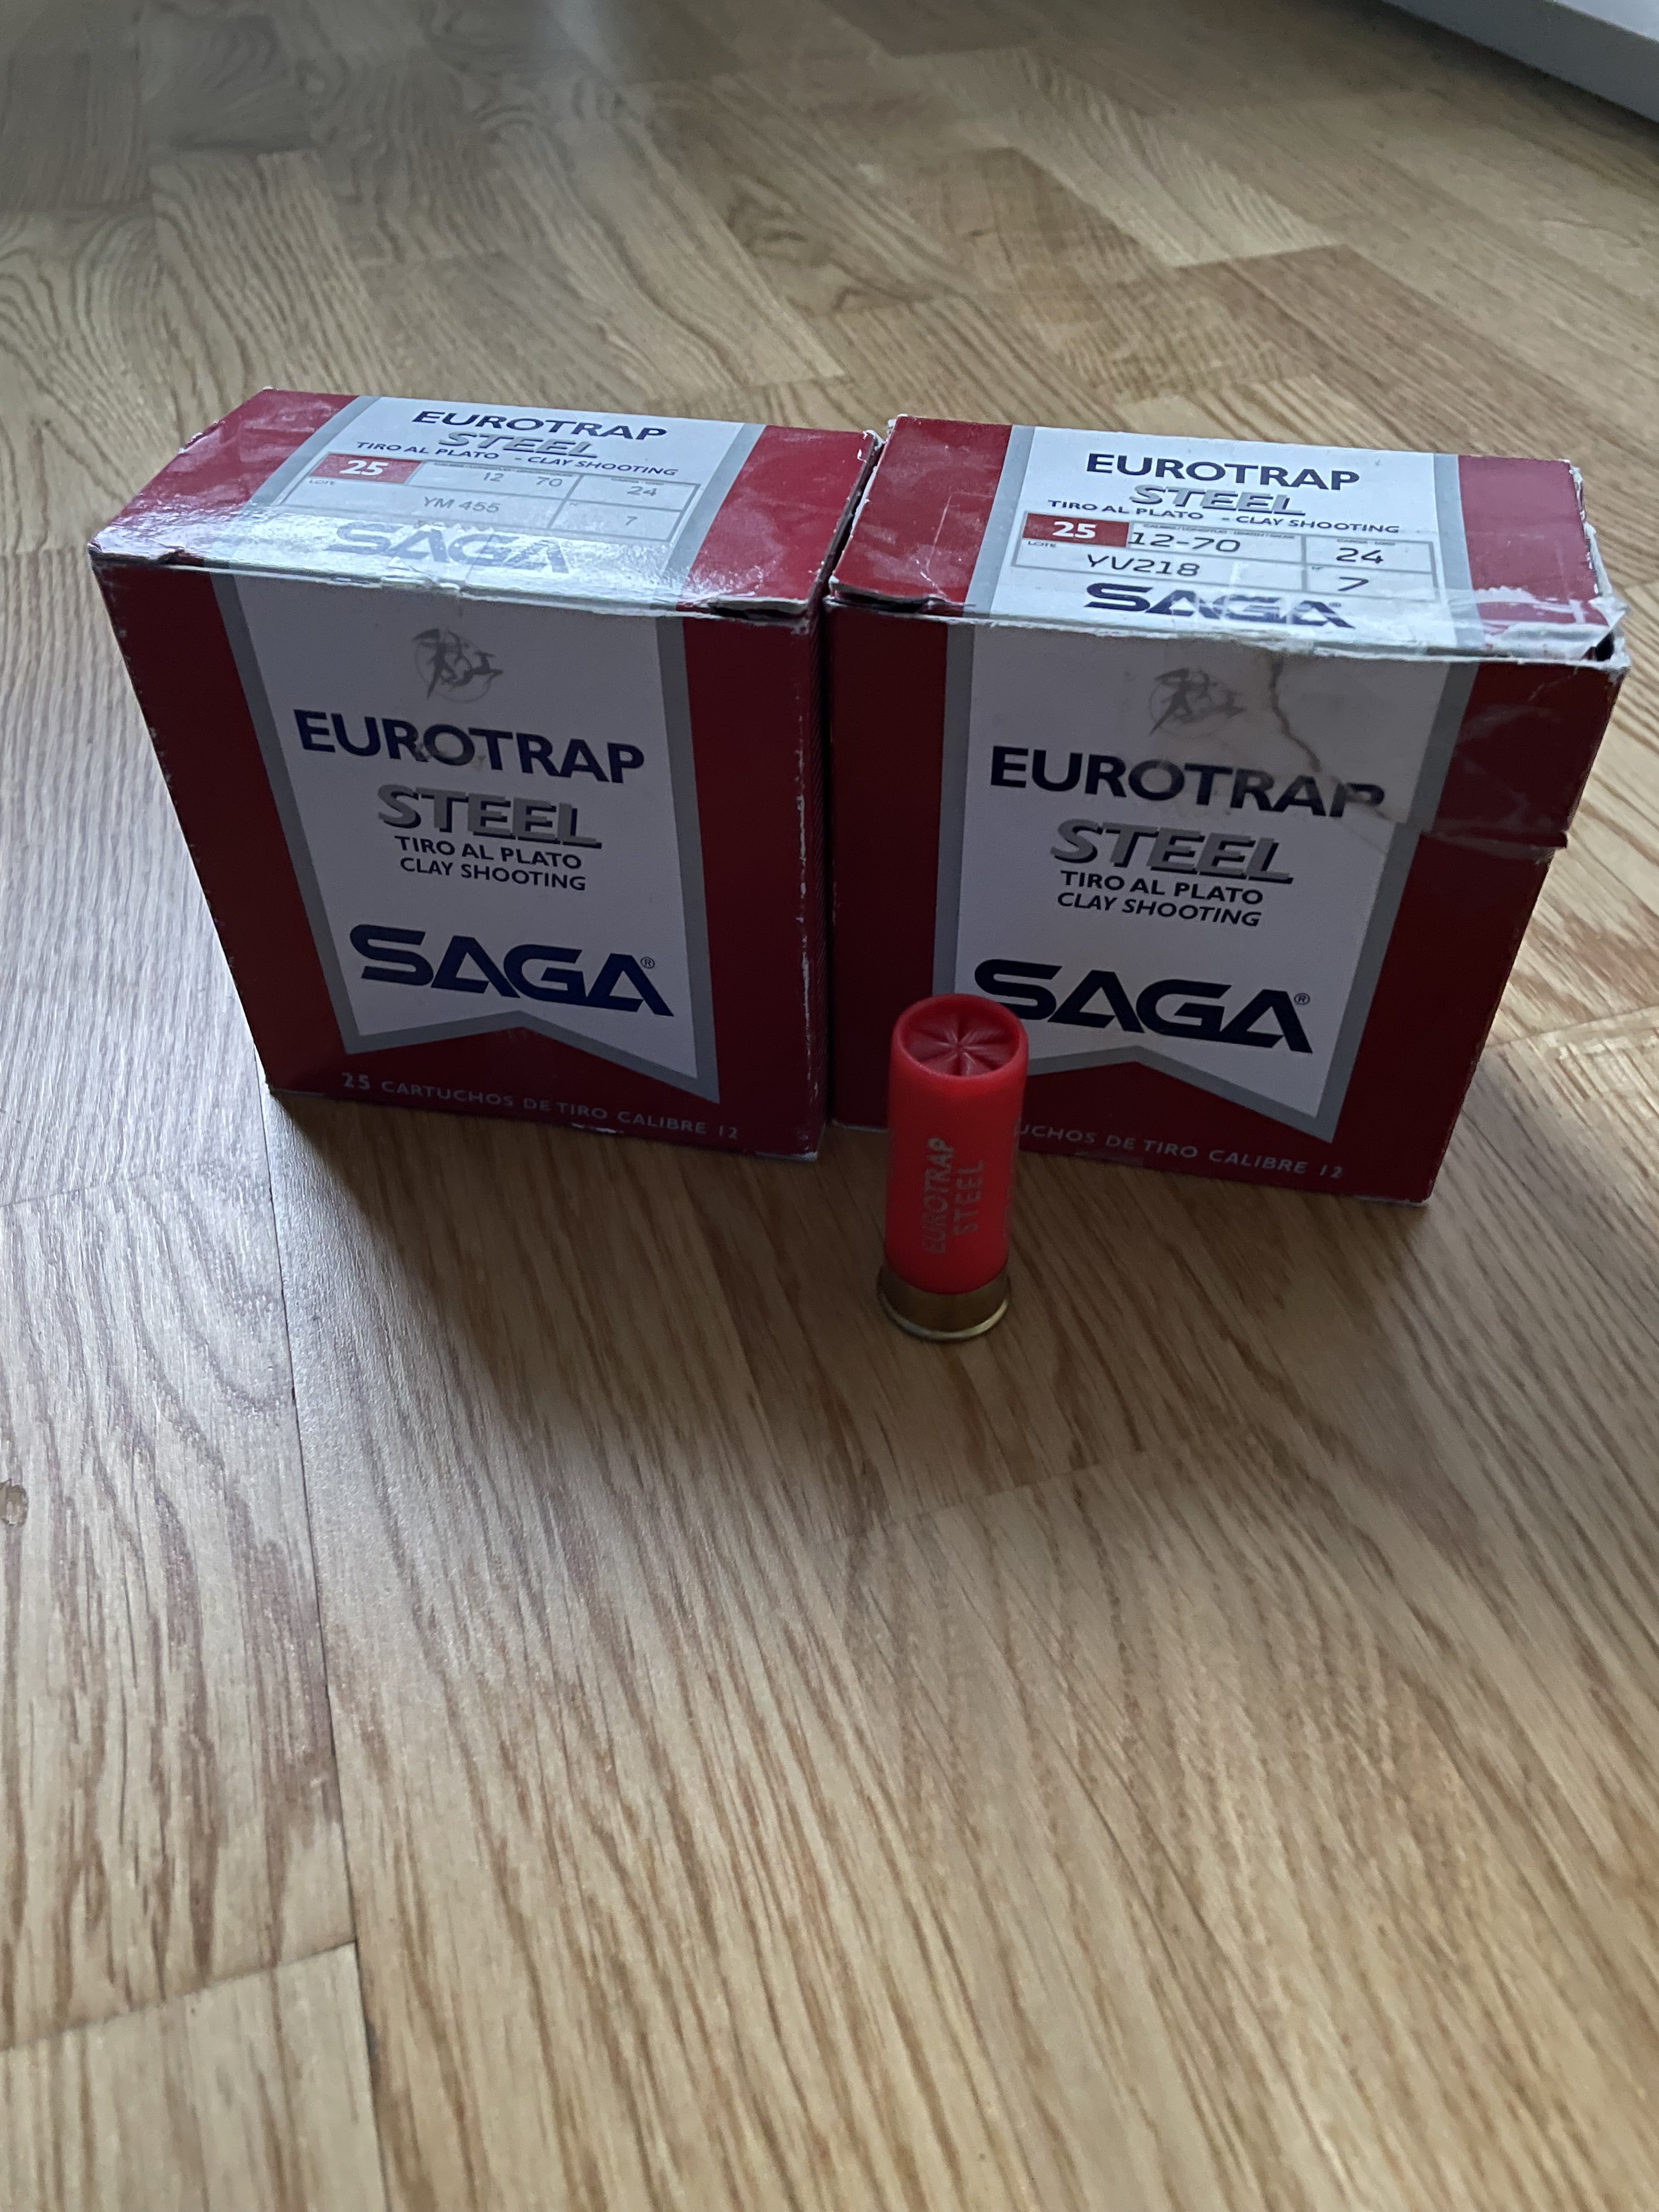 EUROTRAP
STEEL
TIRO AL PLATO - CLAY SHOOTING
25 12 70 24
LOTE YM 455 7
SAGA
EUROTRAP
STEEL
TIRO AL PLATO
CLAY SHOOTING
SAGA®
25 CARTUCHOS DE TIRO CALIBRE 12
EUROTRAP
STEEL
TIRO AL PLATO - CLAY SHOOTING
25 12-70 24
LOTE YV218 7
SAGA
EUROTRAP
STEEL
TIRO AL PLATO
CLAY SHOOTING
SAGA®
UCHOS DE TIRO CALIBRE 12
EUROTRAP
STEEL